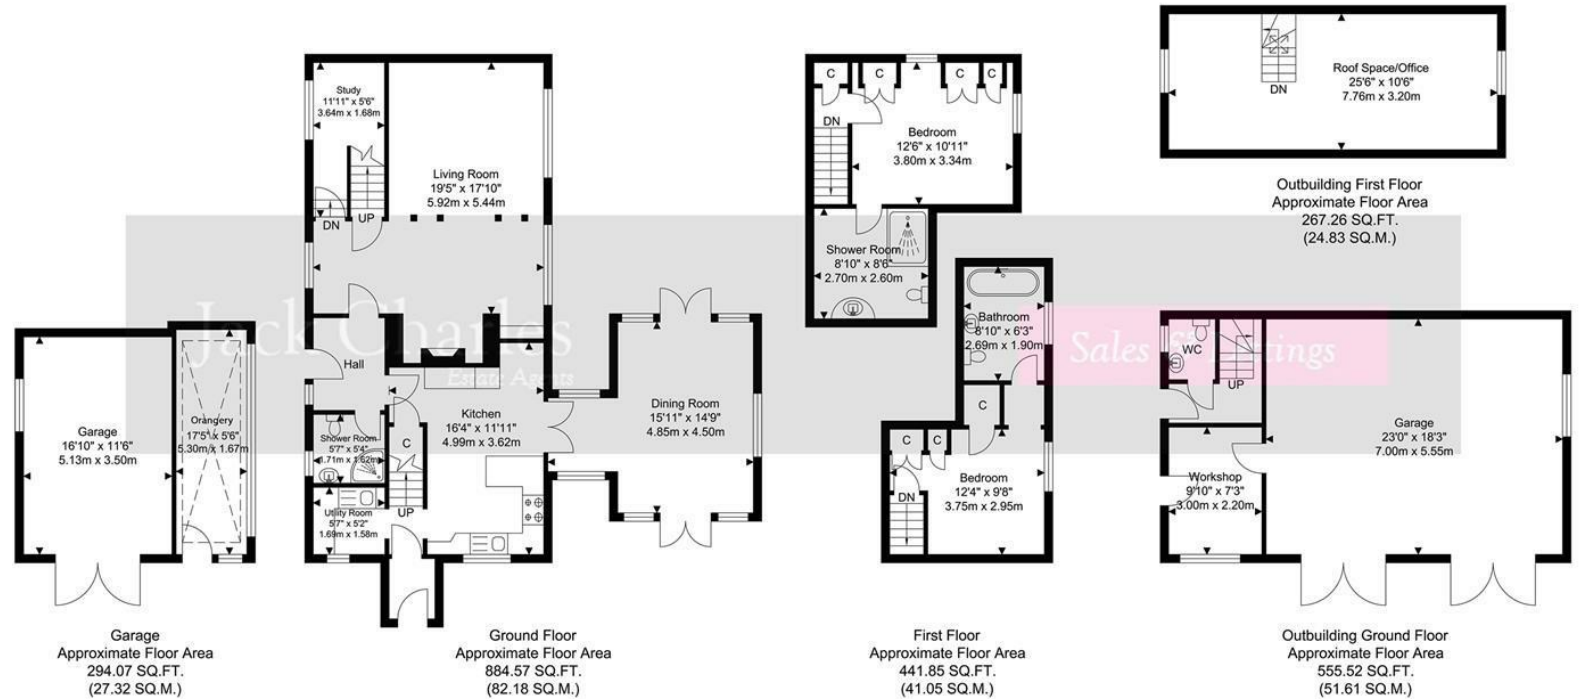 Study
11'11" x 5'6"
3.64m x 1.68m
Living Room
19'5" x 17'10"
5.92m x 5.44m
DN
UP
Hall
Kitchen
16'4" x 11'11"
4.99m x 3.62m
C
Shower Room
5'7" x 5'4"
1.71m x 1.62m
Utility Room
5'7" x 5'2"
1.69m x 1.58m
UP
Dining Room
15'11" x 14'9"
4.85m x 4.50m
Garage
16'10" x 11'6"
5.13m x 3.50m
Orangery
17'5" x 5'6"
5.30m x 1.67m
C
C
C
C
DN
Bedroom
12'6" x 10'11"
3.80m x 3.34m
Shower Room
8'10" x 8'6"
2.70m x 2.60m
Bathroom
8'10" x 6'3"
2.69m x 1.90m
C
C
C
DN
Bedroom
12'4" x 9'8"
3.75m x 2.95m
DN
Roof Space/Office
25'6" x 10'6"
7.76m x 3.20m
Outbuilding First Floor
Approximate Floor Area
267.26 SQ.FT.
(24.83 SQ.M.)
WC
UP
Garage
23'0" x 18'3"
7.00m x 5.55m
Workshop
9'10" x 7'3"
3.00m x 2.20m
Jack Charles
Estate Agents
Sales & Lettings
Garage
Approximate Floor Area
294.07 SQ.FT.
(27.32 SQ.M.)
Ground Floor
Approximate Floor Area
884.57 SQ.FT.
(82.18 SQ.M.)
First Floor
Approximate Floor Area
441.85 SQ.FT.
(41.05 SQ.M.)
Outbuilding Ground Floor
Approximate Floor Area
555.52 SQ.FT.
(51.61 SQ.M.)